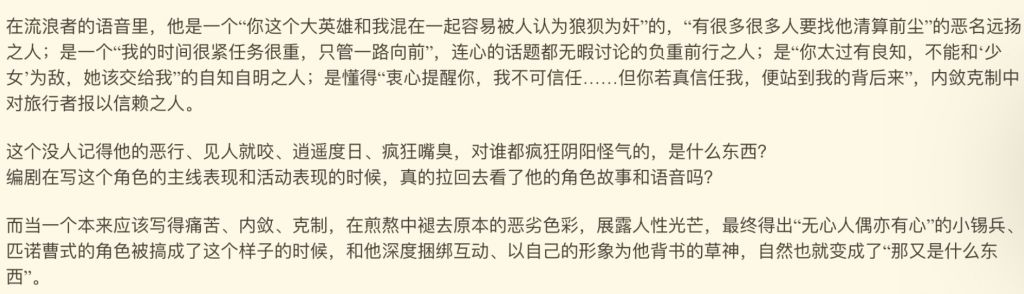 在流浪者的语音里，他是一个“你这个大英雄和我混在一起容易被人认为狼狈为奸”的，“有很多很多人要找他清算前尘”的恶名远扬
之人；是一个“我的时间很紧任务很重，只管一路向前”，连心的话题都无暇讨论的负重前行之人；是“你太过有良知，不能和‘少
女’为敌，她该交给我”的自知自明之人；是懂得“衷心提醒你，我不可信任……但你若真信任我，便站到我的背后来”，内敛克制中
对旅行者报以信赖之人。
这个没人记得他的恶行、见人就咬、逍遥度日、疯狂嘴臭，对谁都疯狂阴阳怪气的，是什么东西？
编剧在写这个角色的主线表现和活动表现的时候，真的拉回去看了他的角色故事和语音吗？
而当一个本来应该写得痛苦、内敛、克制，在煎熬中褪去原本的恶劣色彩，展露人性光芒，最终得出“无心人偶亦有心”的小锡兵、
匹诺曹式的角色被搞成了这个样子的时候，和他深度捆绑互动、以自己的形象为他背书的草神，自然也就变成了“那又是什么东
西”。